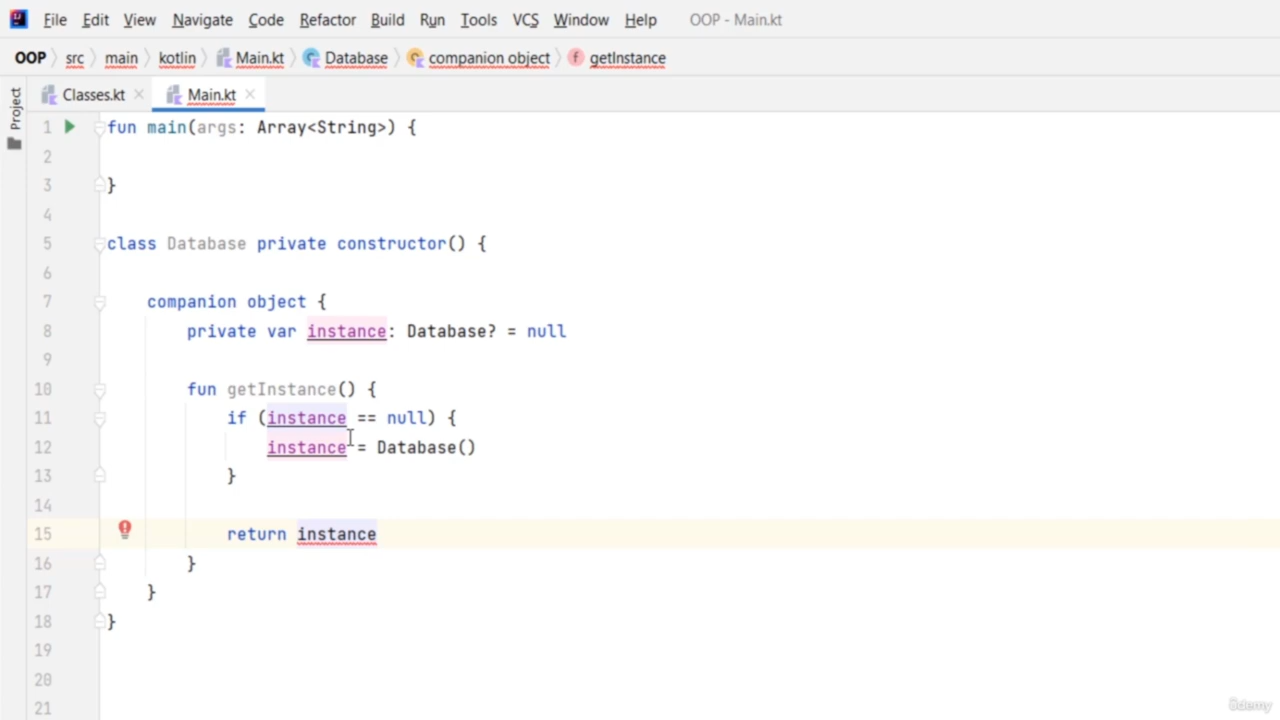 File Edit View Navigate Code Refactor Build Run Tools VCS Window Help OOP - Main.kt
OOP src main kotlin Main.kt Database companion object getInstance
Project
Classes.kt Main.kt
1 fun main(args: Array<String>) {
2
3 }
4
5 class Database private constructor() {
6
7 companion object {
8 private var instance: Database? = null
9
10 fun getInstance() {
11 if (instance == null) {
12 instance = Database()
13 }
14
15 return instance
16 }
17 }
18 }
19
20
21
ûdemy